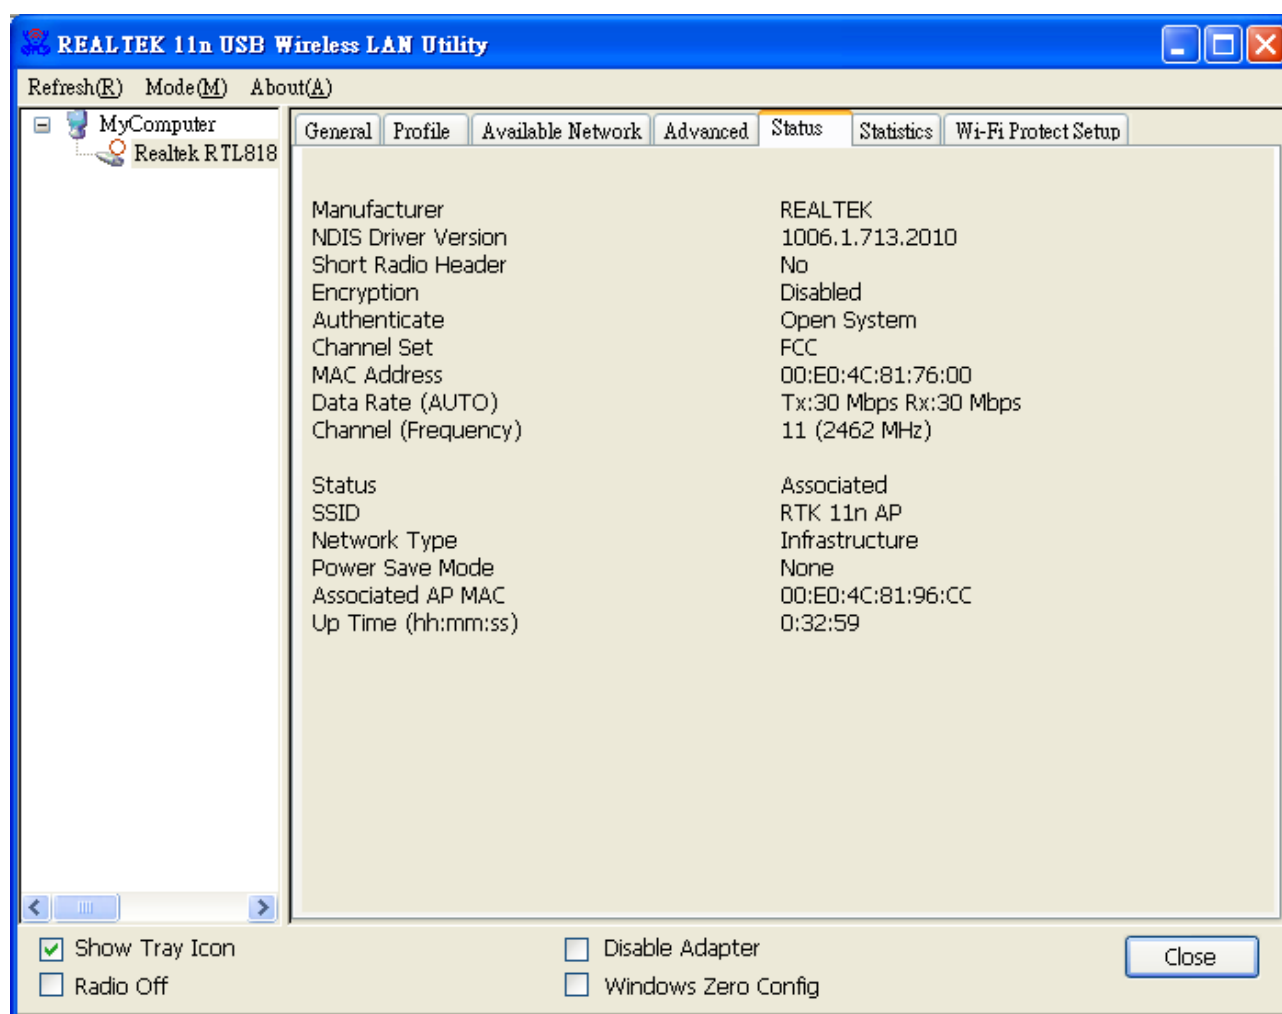 REALTEK 11n USB Wireless LAN Utility
Refresh(R) Mode(M) About(A)
MyComputer
Realtek RTL818
General Profile Available Network Advanced Status Statistics Wi-Fi Protect Setup
Manufacturer REALTEK
NDIS Driver Version 1006.1.713.2010
Short Radio Header No
Encryption Disabled
Authenticate Open System
Channel Set FCC
MAC Address 00:E0:4C:81:76:00
Data Rate (AUTO) Tx:30 Mbps Rx:30 Mbps
Channel (Frequency) 11 (2462 MHz)
Status Associated
SSID RTK 11n AP
Network Type Infrastructure
Power Save Mode None
Associated AP MAC 00:E0:4C:81:96:CC
Up Time (hh:mm:ss) 0:32:59
Show Tray Icon Disable Adapter Close
Radio Off Windows Zero Config